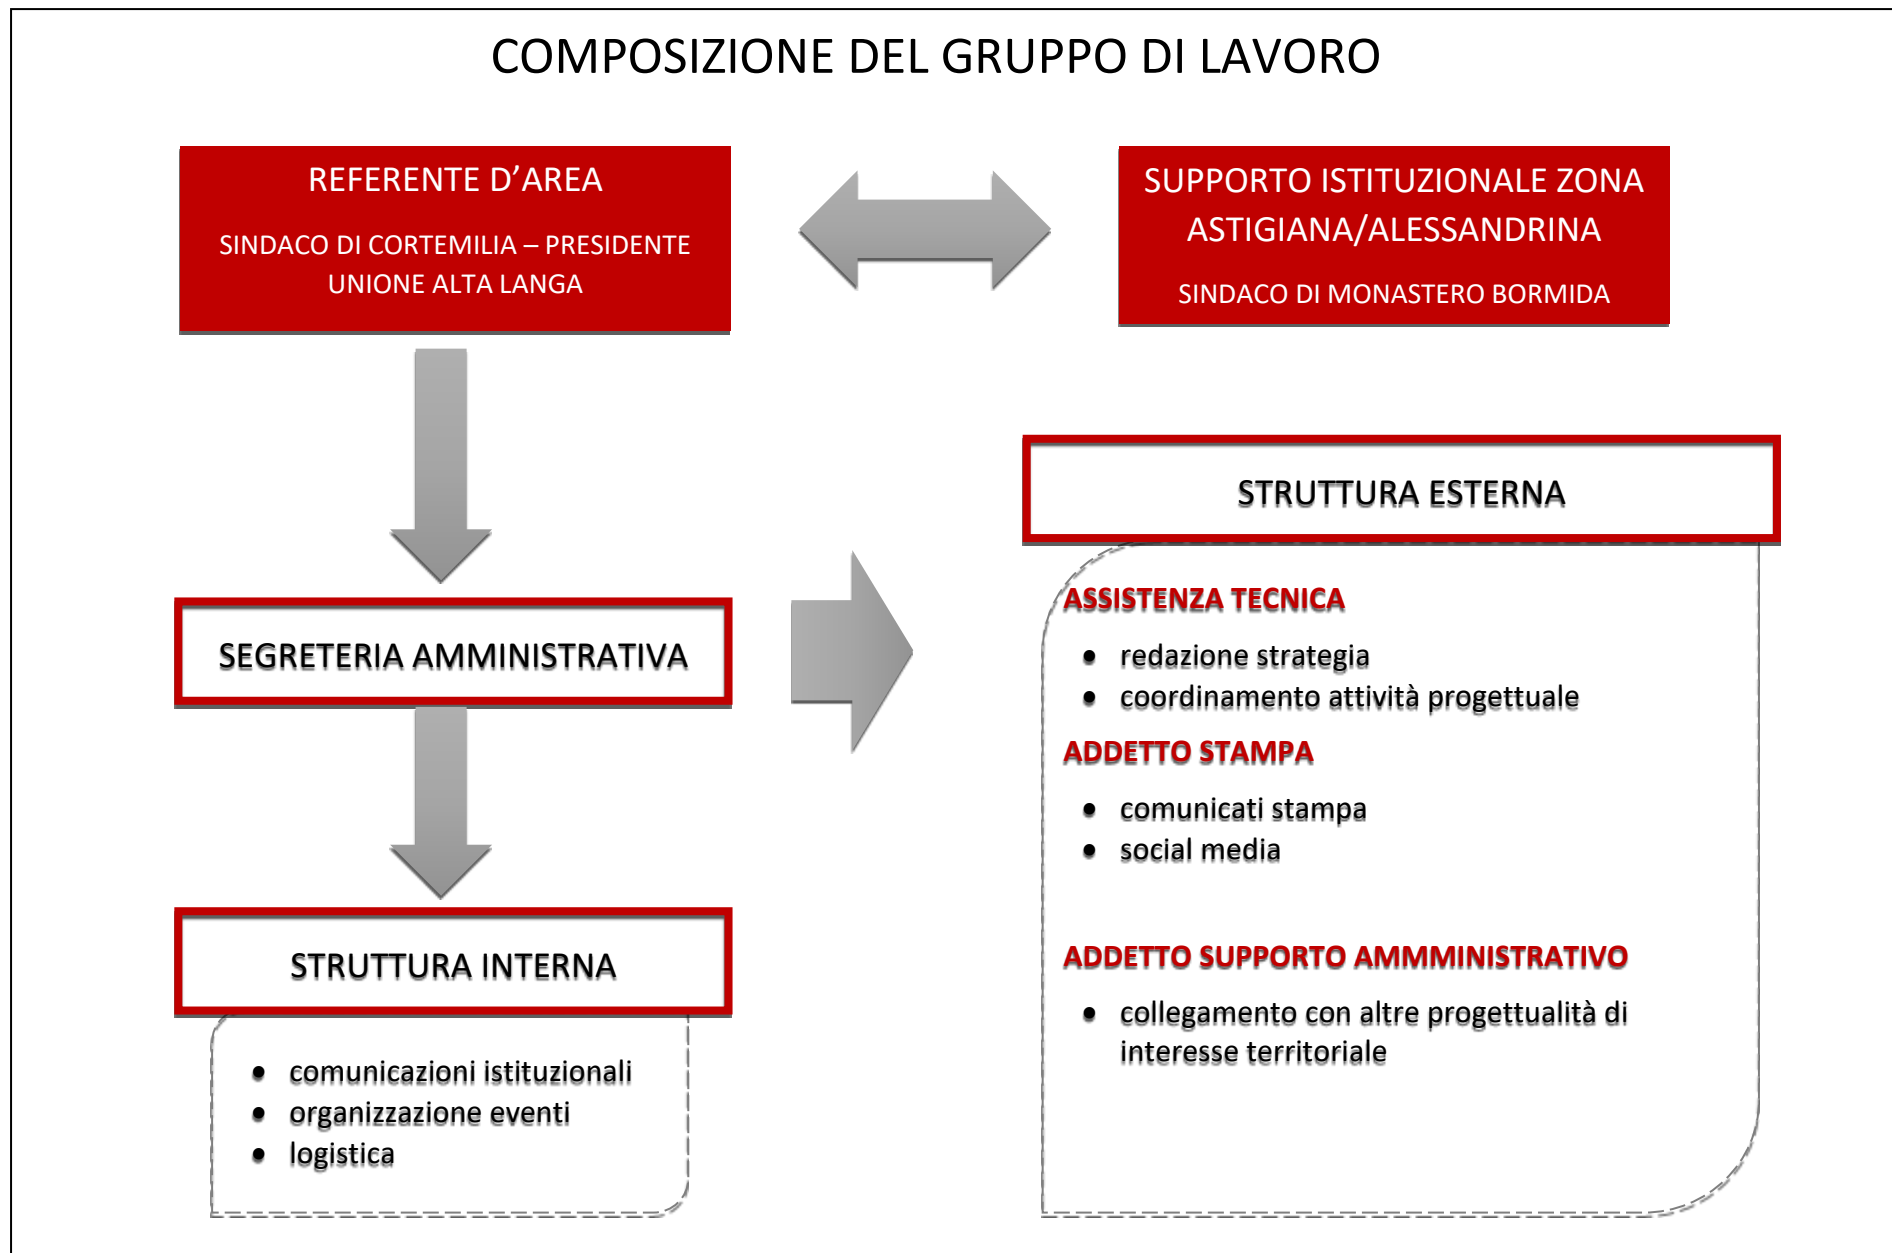 COMPOSIZIONE DEL GRUPPO DI LAVORO
REFERENTE D’AREA
SINDACO DI CORTEMILIA – PRESIDENTE
UNIONE ALTA LANGA
SUPPORTO ISTITUZIONALE ZONA
ASTIGIANA/ALESSANDRINA
SINDACO DI MONASTERO BORMIDA
SEGRETERIA AMMINISTRATIVA
STRUTTURA INTERNA
• comunicazioni istituzionali
• organizzazione eventi
• logistica
STRUTTURA ESTERNA
ASSISTENZA TECNICA
• redazione strategia
• coordinamento attività progettuale
ADDETTO STAMPA
• comunicati stampa
• social media
ADDETTO SUPPORTO AMMMINISTRATIVO
• collegamento con altre progettualità di
interesse territoriale